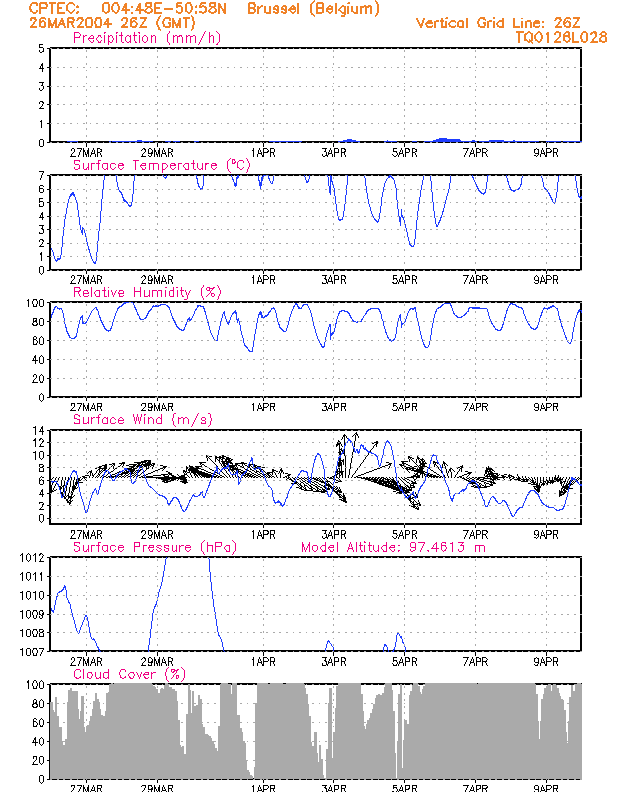 CPTEC: 004:48E-50:58N Brussel (Belgium)
26MAR2004 26Z (GMT) Vertical Grid Line: 26Z
Precipitation (mm/h) TQ0126L028
5
4
3
2
1
0
27MAR 29MAR 1APR 3APR 5APR 7APR 9APR
Surface Temperature (°C)
7
6
5
4
3
2
1
0
27MAR 29MAR 1APR 3APR 5APR 7APR 9APR
Relative Humidity (%)
100
80
60
40
20
0
27MAR 29MAR 1APR 3APR 5APR 7APR 9APR
Surface Wind (m/s)
14
12
10
8
6
4
2
0
27MAR 29MAR 1APR 3APR 5APR 7APR 9APR
Surface Pressure (hPa) Model Altitude: 97.4613 m
1012
1011
1010
1009
1008
1007
27MAR 29MAR 1APR 3APR 5APR 7APR 9APR
Cloud Cover (%)
100
80
60
40
20
0
27MAR 29MAR 1APR 3APR 5APR 7APR 9APR